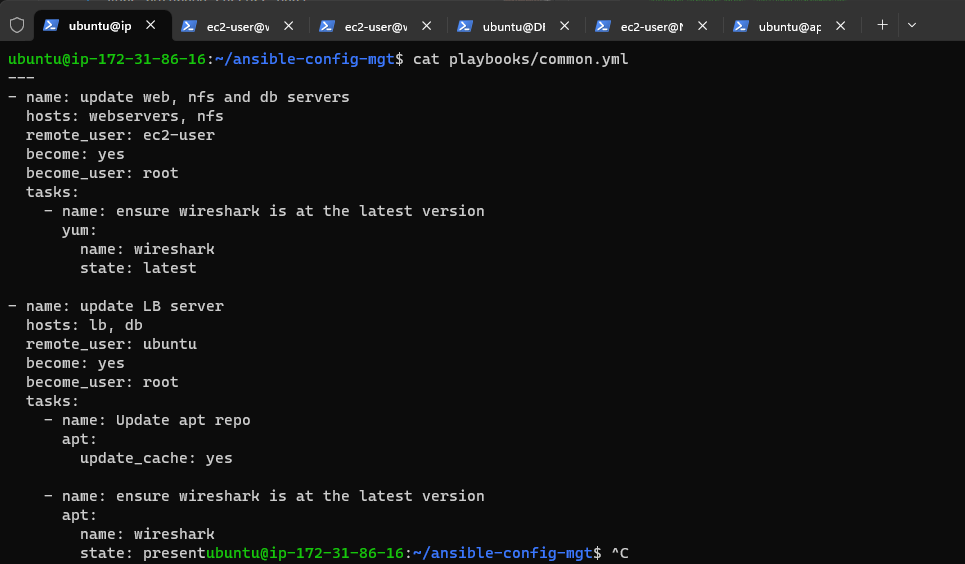 ubuntu@ip
ec2-user@v
ec2-user@v
ubuntu@DE
ec2-user@N
ubuntu@ap
ubuntu@ip-172-31-86-16:~/ansible-config-mgt$ cat playbooks/common.yml
---
- name: update web, nfs and db servers
  hosts: webservers, nfs
  remote_user: ec2-user
  become: yes
  become_user: root
  tasks:
    - name: ensure wireshark is at the latest version
      yum:
        name: wireshark
        state: latest

- name: update LB server
  hosts: lb, db
  remote_user: ubuntu
  become: yes
  become_user: root
  tasks:
    - name: Update apt repo
      apt:
        update_cache: yes

    - name: ensure wireshark is at the latest version
      apt:
        name: wireshark
        state: presentubuntu@ip-172-31-86-16:~/ansible-config-mgt$ ^C